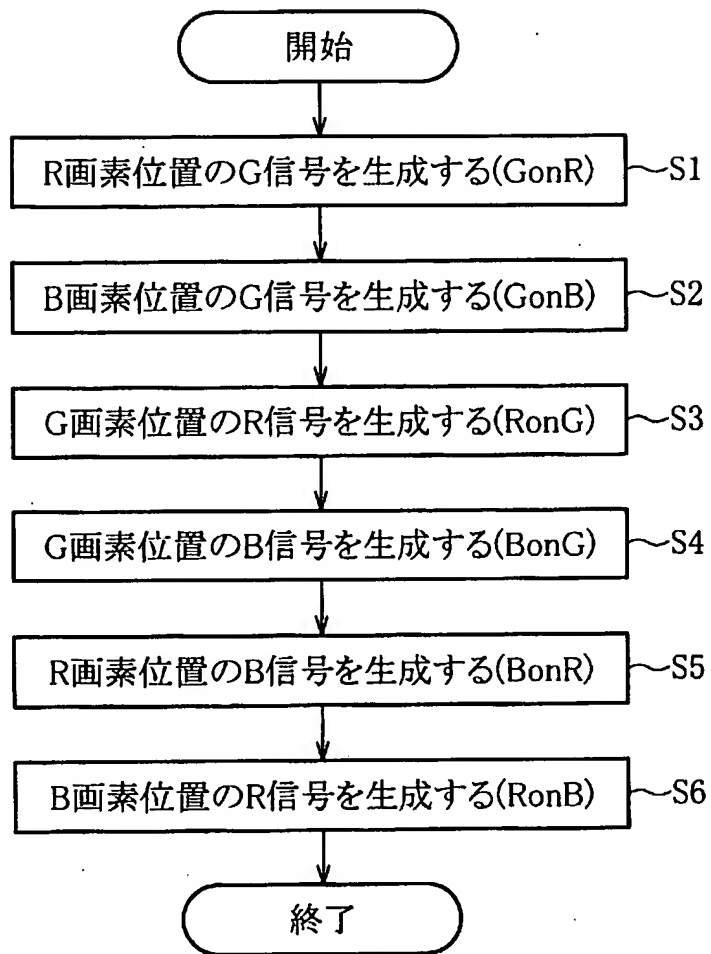 開始
R画素位置のG信号を生成する(GonR) ~S1
B画素位置のG信号を生成する(GonB) ~S2
G画素位置のR信号を生成する(RonG) ~S3
G画素位置のB信号を生成する(BonG) ~S4
R画素位置のB信号を生成する(BonR) ~S5
B画素位置のR信号を生成する(RonB) ~S6
終了